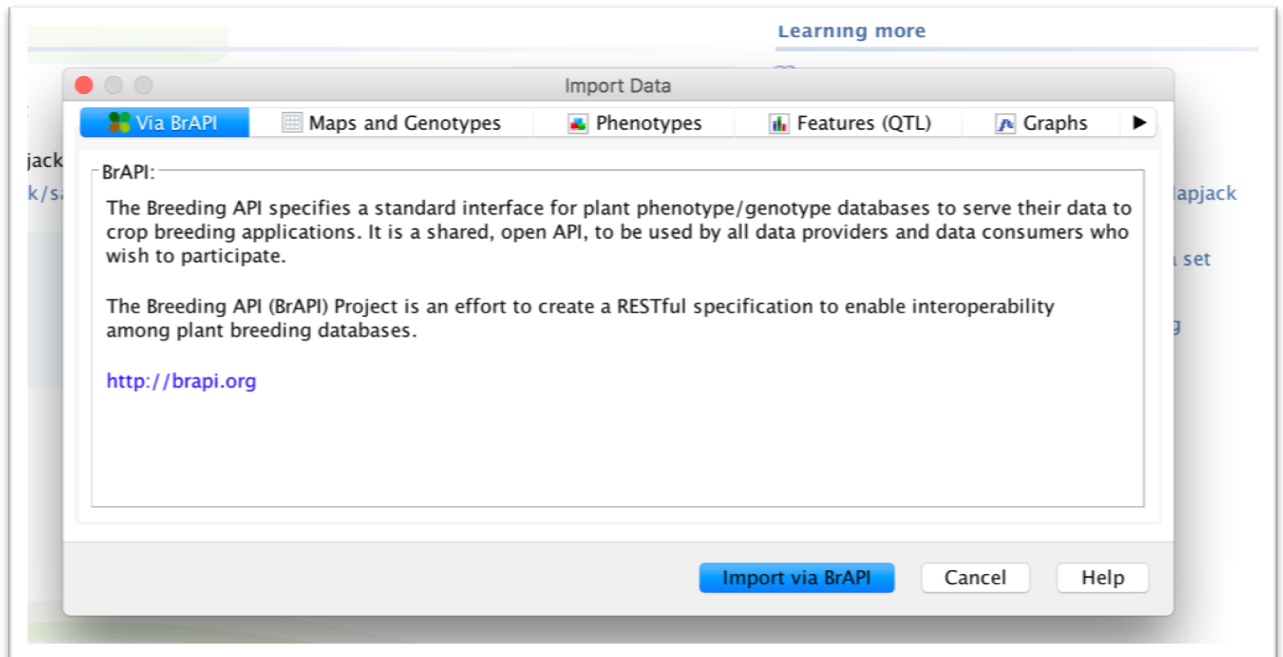 Learning more
Import Data
Via BrAPI
Maps and Genotypes
Phenotypes
Features (QTL)
Graphs
jack
k/sa
BrAPI:
The Breeding API specifies a standard interface for plant phenotype/genotype databases to serve their data to
crop breeding applications. It is a shared, open API, to be used by all data providers and data consumers who
wish to participate.
The Breeding API (BrAPI) Project is an effort to create a RESTful specification to enable interoperability
among plant breeding databases.
http://brapi.org
lapjack
set
Import via BrAPI
Cancel
Help